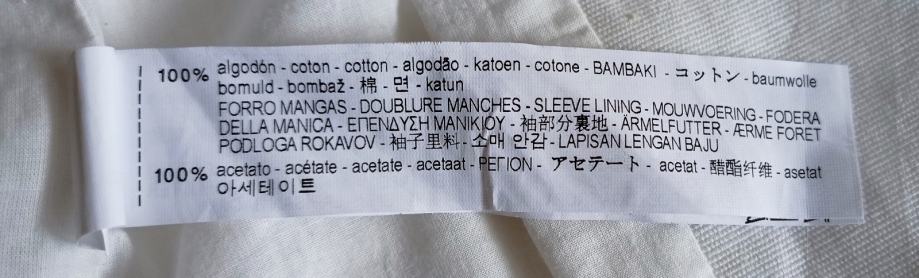 100% algodón - coton - cotton - algodão - katoen - cotone - BAMBAKI - コットン - baumwolle
bomuld - bombaž - 棉 - 면 - katun
FORRO MANGAS - DOUBLURE MANCHES - SLEEVE LINING - MOUWVOERING - FODERA
DELLA MANICA - ΕΠΕΝΔΥΣΗ ΜΑΝΙΚΙΟΥ - 袖部分裏地 - ÄRMELFUTTER - ÆRME FORET
PODLOGA ROKAVOV - 袖子里料 - 소매 안감 - LAPISAN LENGAN BAJU
100% acetato - acétate - acetate - acetaat - ΡΕΓΙΟΝ - アセテート - acetat - 醋酯纤维 - asetat
아세테이트